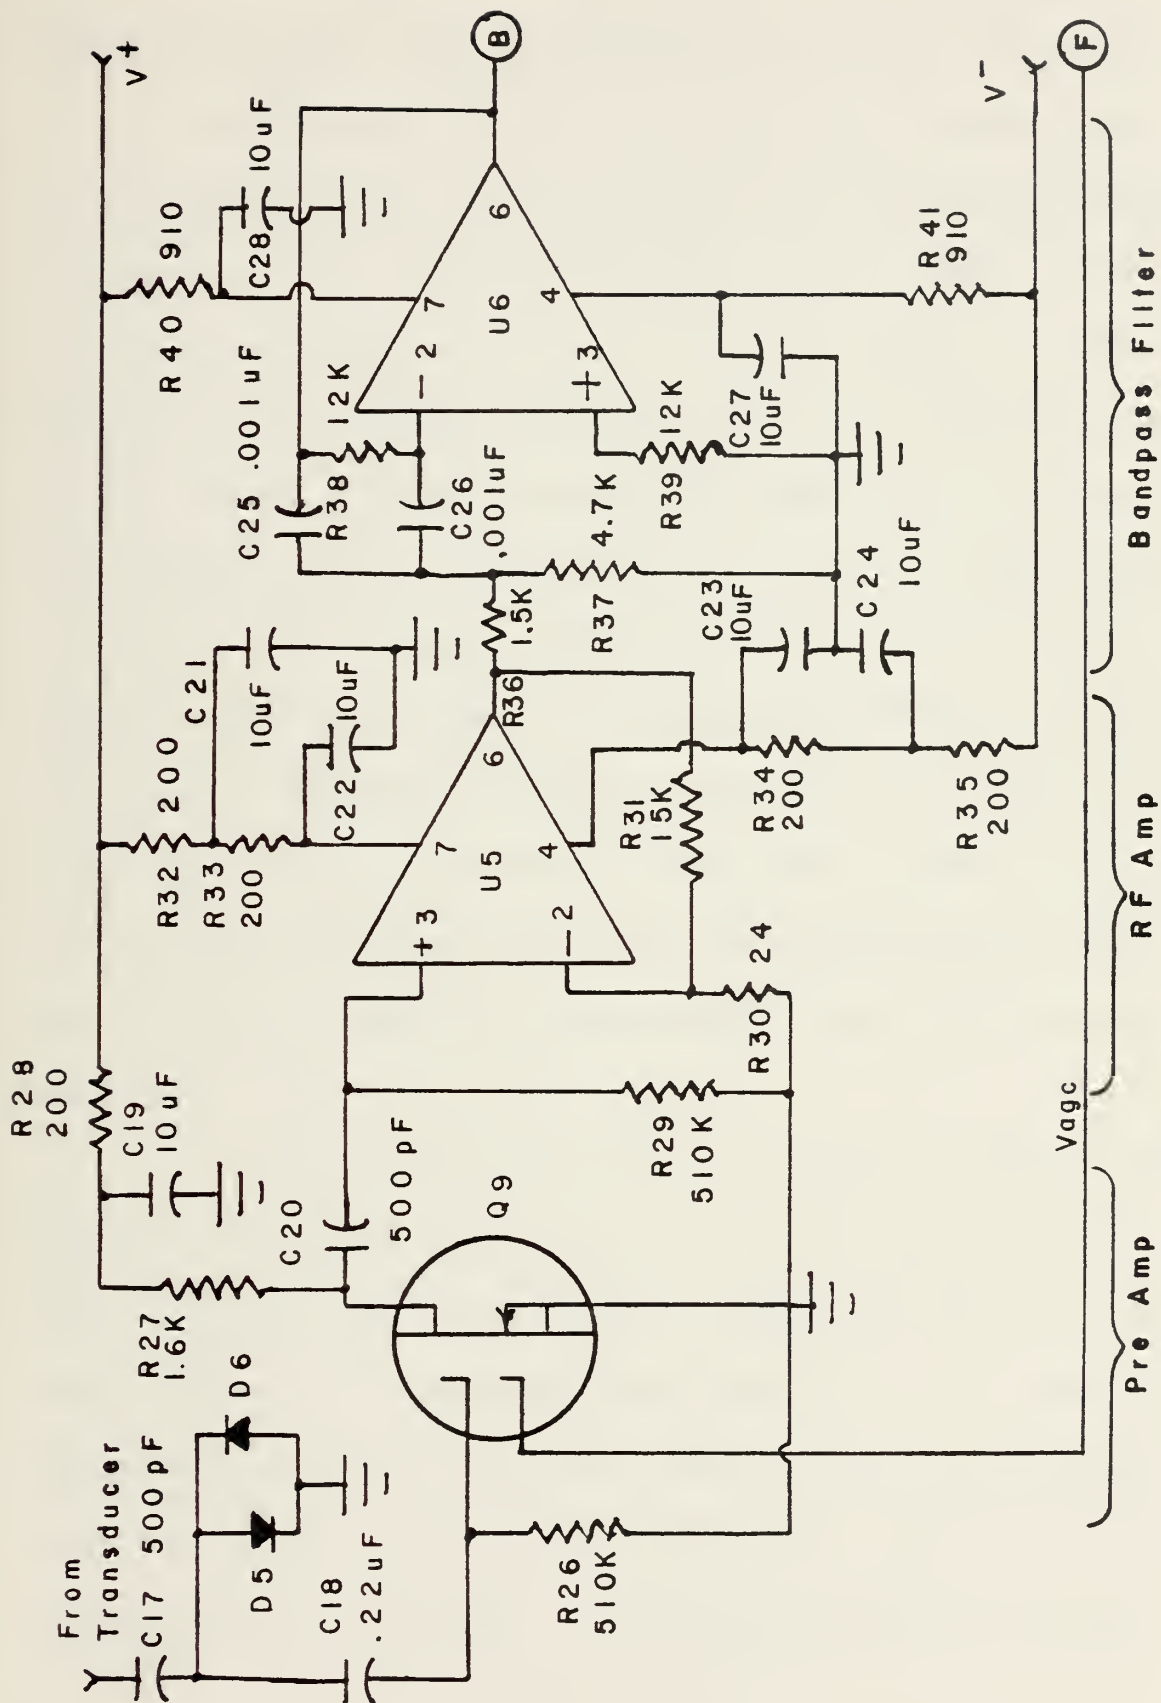 From
Transducer
C17 500pF
D5
D6
C18
.22uF
R27
1.6K
R26
510K
R28
200
C19
10uF
C20
500pF
Q9
R29
510K
R30 24
Vagc
R32 200
R33
200
C21
10uF
C22
10uF
+3
-2
7
U5
4
6
R31
15K
R34
200
R35
200
R36
1.5K
R37
4.7K
C23
10uF
C24
10uF
C25 .001uF
R38
12K
C26
.001uF
R39
12K
C27
10uF
R40 910
C28
10uF
-2
+3
7
U6
4
6
R41
910
V+
B
V-
F
Pre Amp
RF Amp
Bandpass Filter